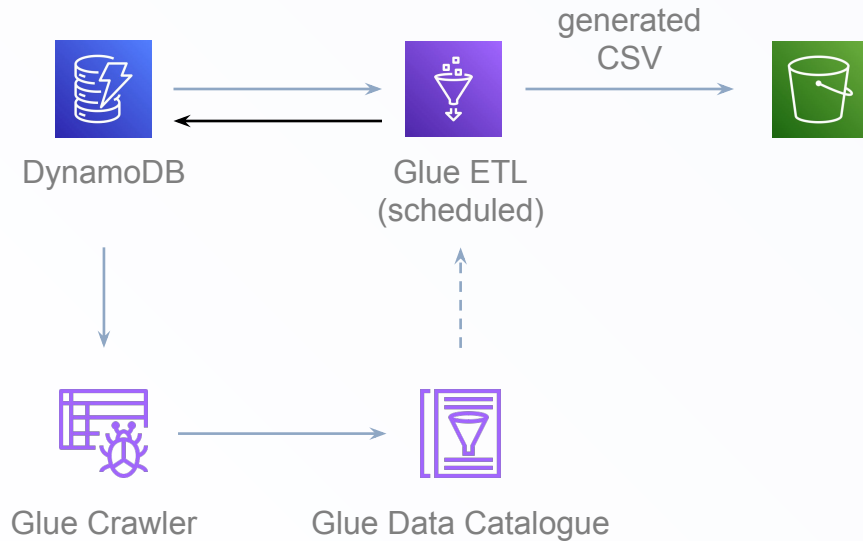 generated
CSV
DynamoDB
Glue ETL
(scheduled)
Glue Crawler
Glue Data Catalogue